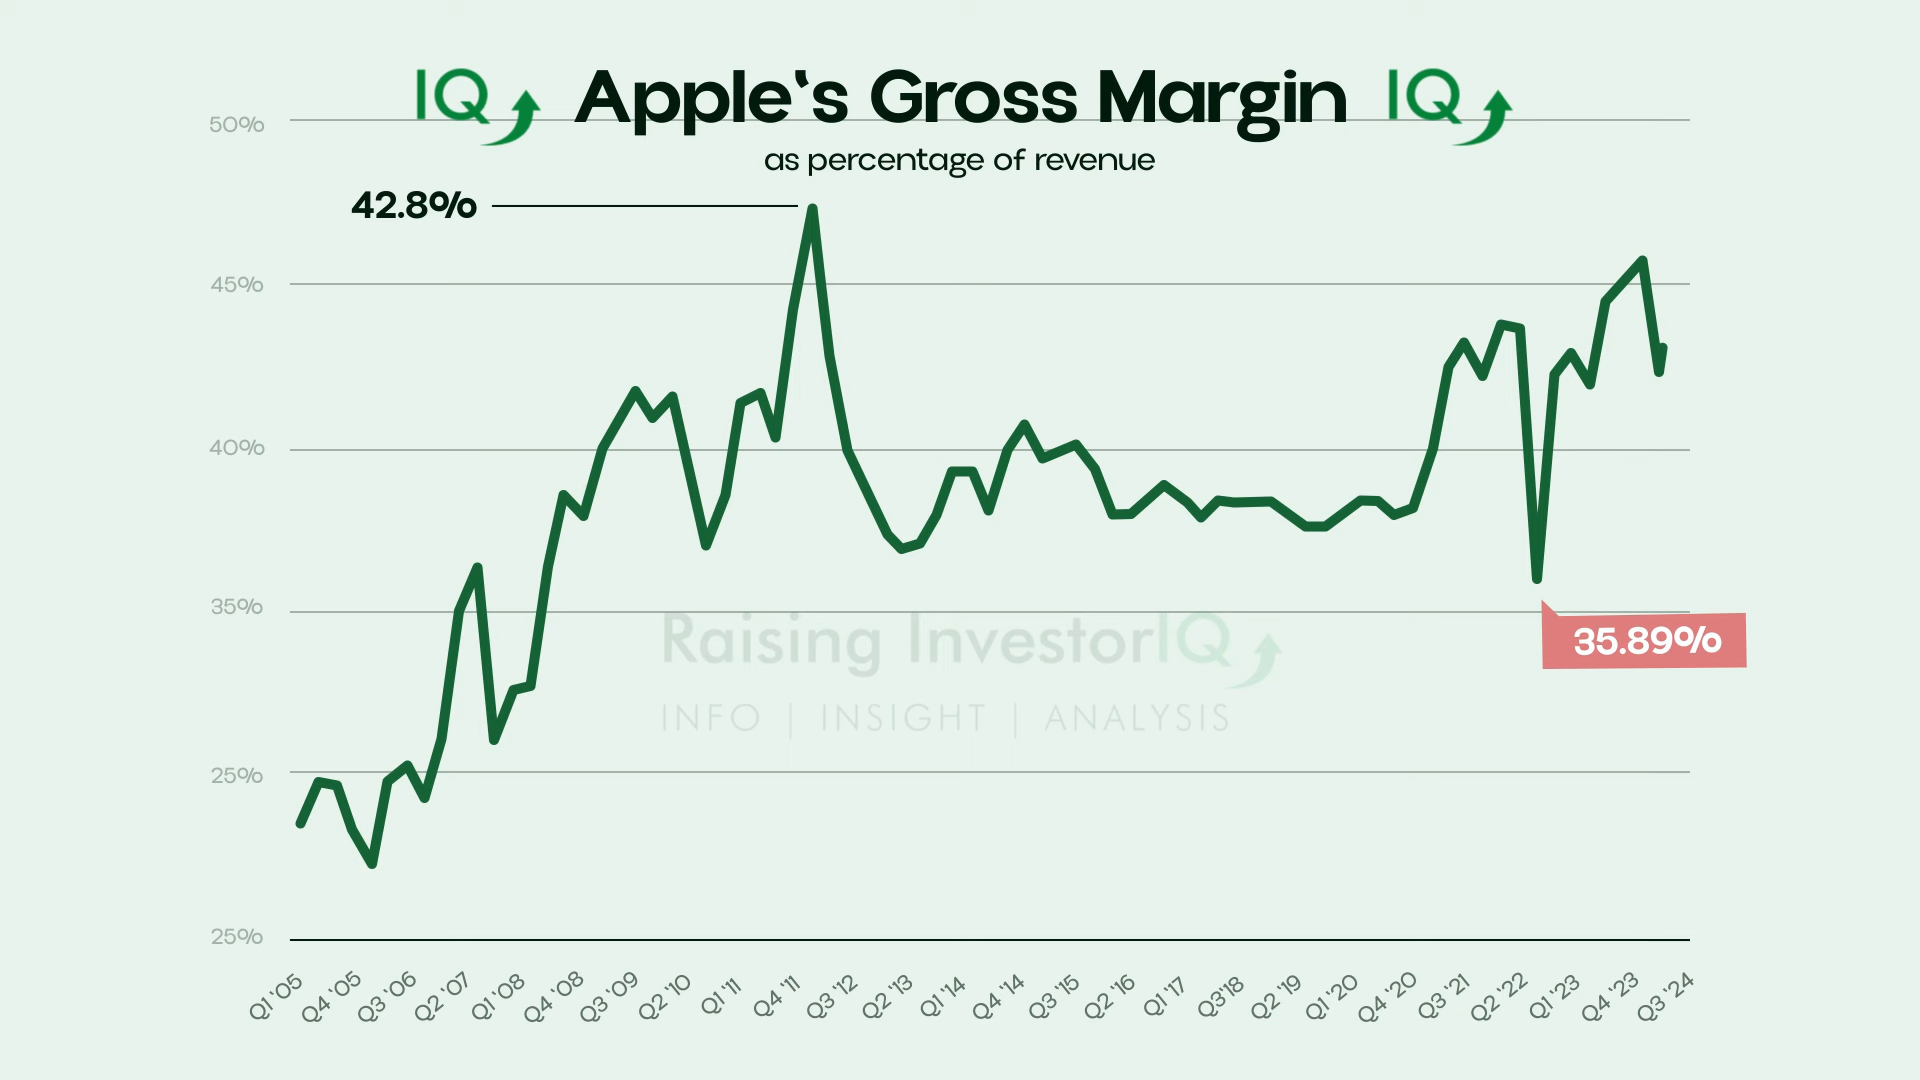 IQ Apple‘s Gross Margin IQ
as percentage of revenue
50%
42.8%
45%
40%
35%
35.89%
Raising InvestorIQ
INFO | INSIGHT | ANALYSIS
25%
25%
Q1 '05 Q4 '05 Q3 '06 Q2 '07 Q1 '08 Q4 '08 Q3 '09 Q2 '10 Q1 '11 Q4 '11 Q3 '12 Q2 '13 Q1 '14 Q4 '14 Q3 '15 Q2 '16 Q1 '17 Q3'18 Q2 '19 Q1 '20 Q4 '20 Q3 '21 Q2 '22 Q1 '23 Q4 '23 Q3 '24